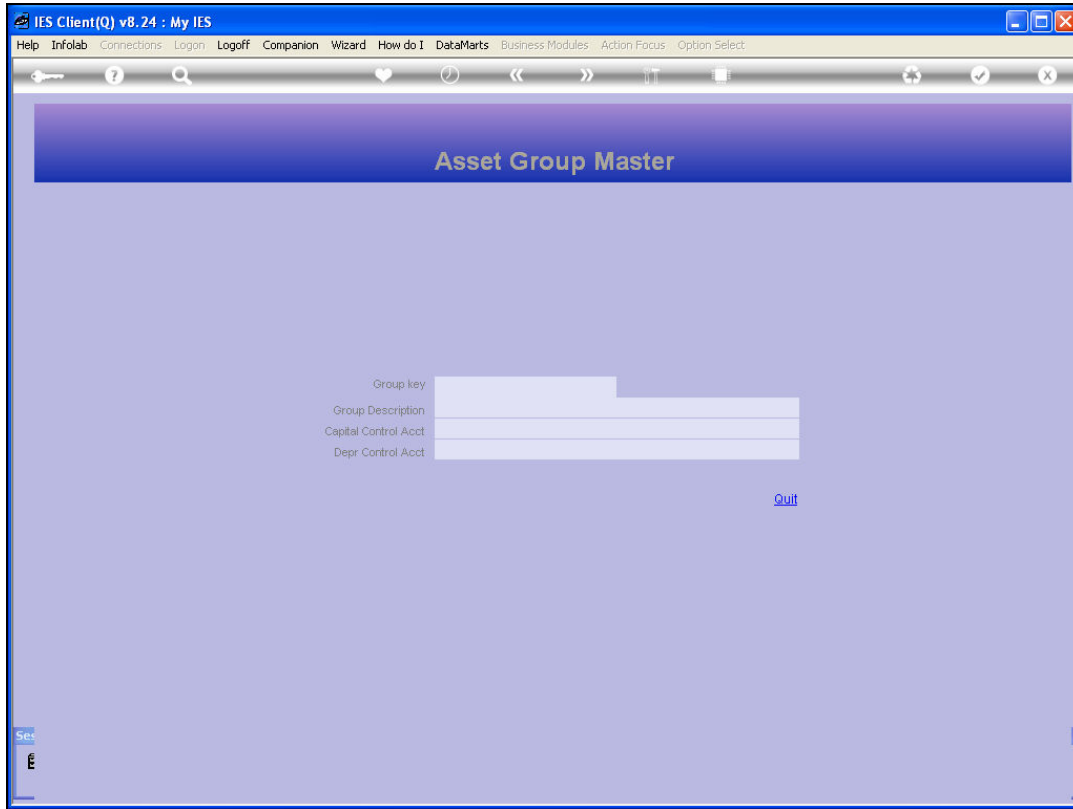 IES Client(Q) v8.24 : My IES
Help Infolab Connections Logon Logoff Companion Wizard How do I DataMarts Business Modules Action Focus Option Select
Asset Group Master
Group key
Group Description
Capital Control Acct
Depr Control Acct
Quit
Ses